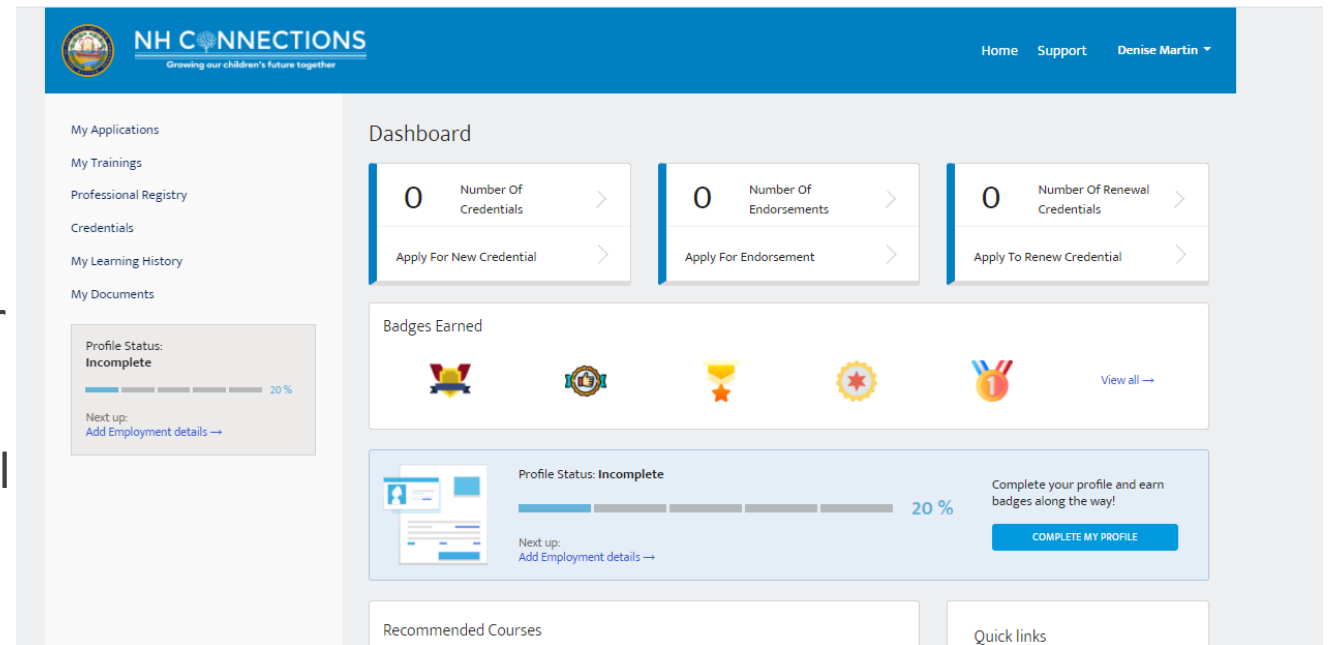 NH CONNECTIONS
Growing our children's future together
Home Support Denise Martin
My Applications
My Trainings
Professional Registry
Credentials
My Learning History
My Documents
Profile Status:
Incomplete
20 %
Next up:
Add Employment details →
Dashboard
0 Number Of
Credentials
Apply For New Credential
0 Number Of
Endorsements
Apply For Endorsement
0 Number Of Renewal
Credentials
Apply To Renew Credential
Badges Earned
1
View all →
Profile Status: Incomplete
20 %
Next up:
Add Employment details →
Complete your profile and earn
badges along the way!
COMPLETE MY PROFILE
Recommended Courses
Quick links